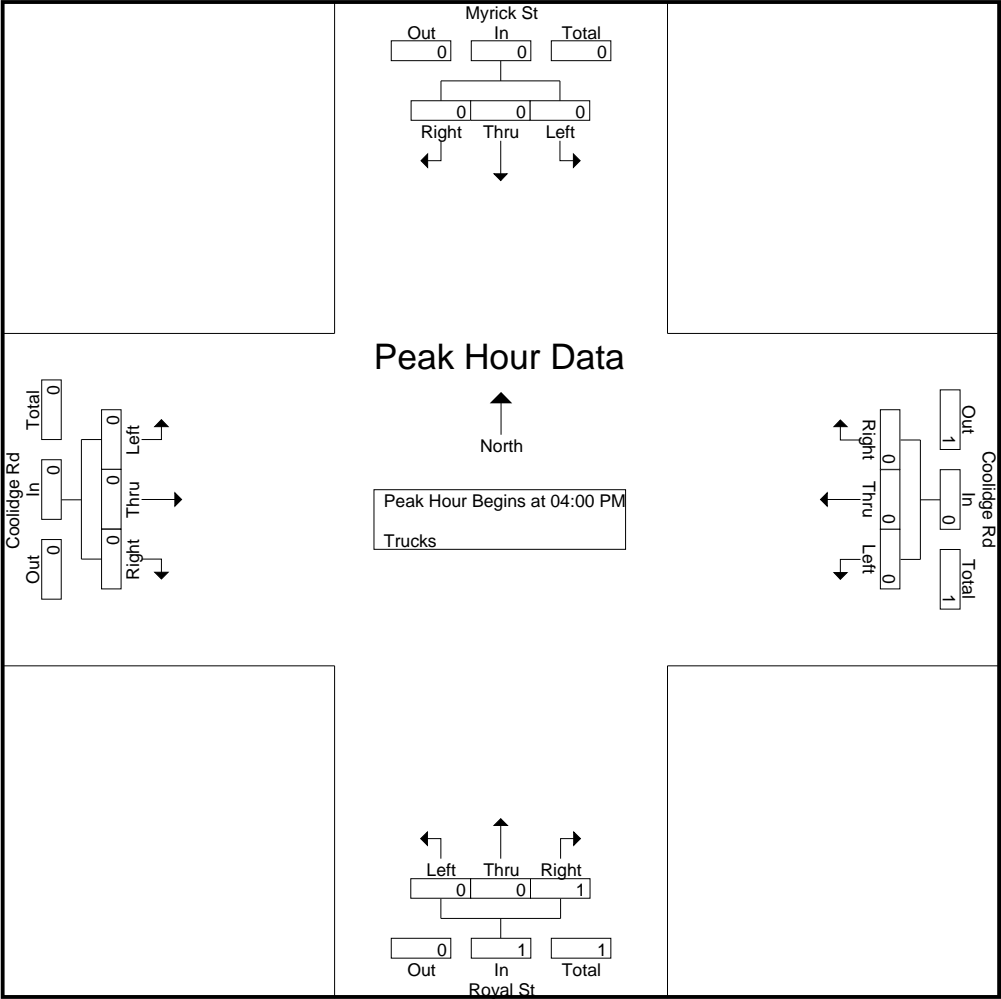 Myrick St
Out In Total
0 0 0
0 0 0
Right Thru Left
Peak Hour Data
North
Peak Hour Begins at 04:00 PM
Trucks
Coolidge Rd
Total In Out
0 0 0
0 0 0
Left Thru Right
Coolidge Rd
Out In Total
1 0 1
0 0 0
Right Thru Left
Left Thru Right
0 0 1
0 1 1
Out In Total
Royal St